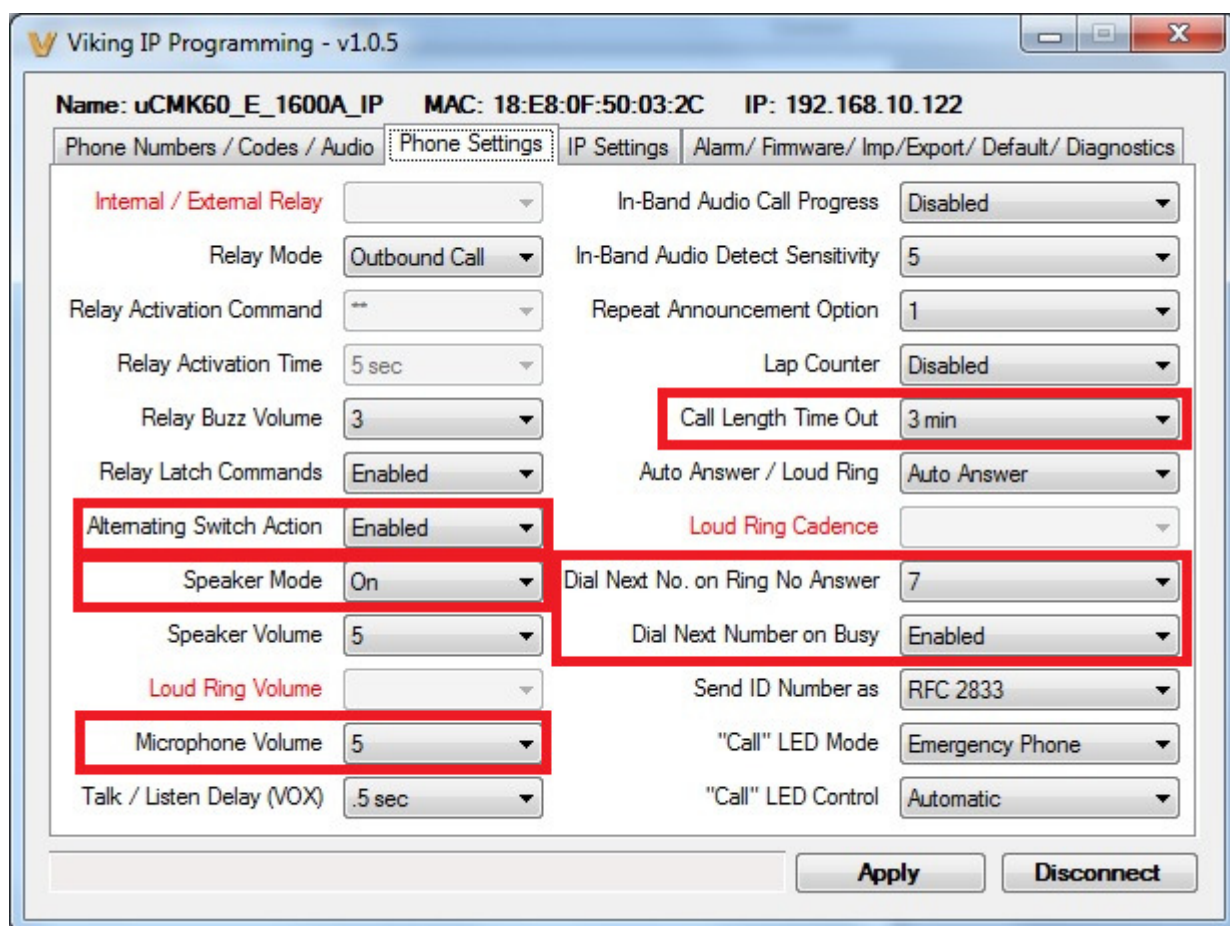 Viking IP Programming - v1.0.5
Name: uCMK60_E_1600A_IP MAC: 18:E8:0F:50:03:2C IP: 192.168.10.122
Phone Numbers / Codes / Audio Phone Settings IP Settings Alarm/ Firmware/ Imp/Export/ Default/ Diagnostics
Internal / External Relay
Relay Mode Outbound Call
Relay Activation Command **
Relay Activation Time 5 sec
Relay Buzz Volume 3
Relay Latch Commands Enabled
Alternating Switch Action Enabled
Speaker Mode On
Speaker Volume 5
Loud Ring Volume
Microphone Volume 5
Talk / Listen Delay (VOX) .5 sec
In-Band Audio Call Progress Disabled
In-Band Audio Detect Sensitivity 5
Repeat Announcement Option 1
Lap Counter Disabled
Call Length Time Out 3 min
Auto Answer / Loud Ring Auto Answer
Loud Ring Cadence
Dial Next No. on Ring No Answer 7
Dial Next Number on Busy Enabled
Send ID Number as RFC 2833
"Call" LED Mode Emergency Phone
"Call" LED Control Automatic
Apply Disconnect